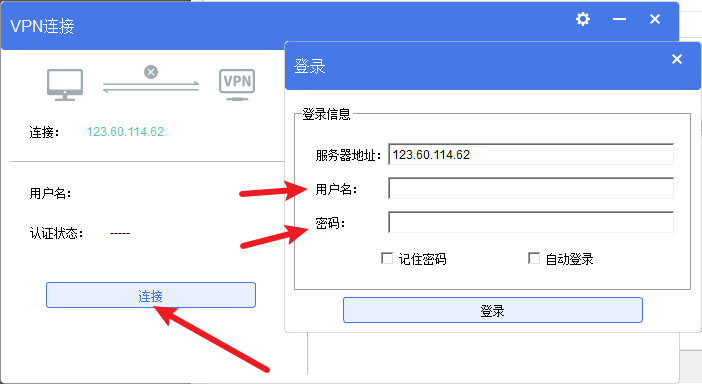 VPN连接
VPN
连接： 123.60.114.62
用户名：
认证状态： -----
连接
登录
登录信息
服务器地址： 123.60.114.62
用户名：
密码：
记住密码 自动登录
登录